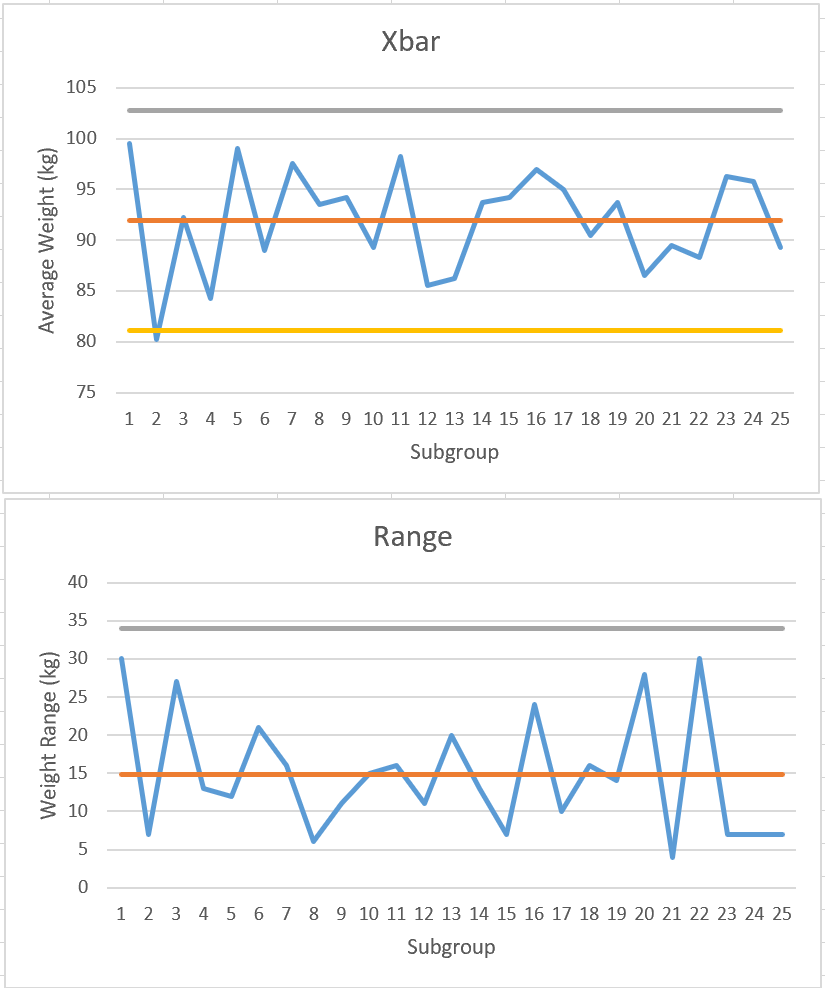 Xbar
105
100
95
90
85
80
75
Average Weight (kg)
1 2 3 4 5 6 7 8 9 10 11 12 13 14 15 16 17 18 19 20 21 22 23 24 25
Subgroup
Range
40
35
30
25
20
15
10
5
0
Weight Range (kg)
1 2 3 4 5 6 7 8 9 10 11 12 13 14 15 16 17 18 19 20 21 22 23 24 25
Subgroup